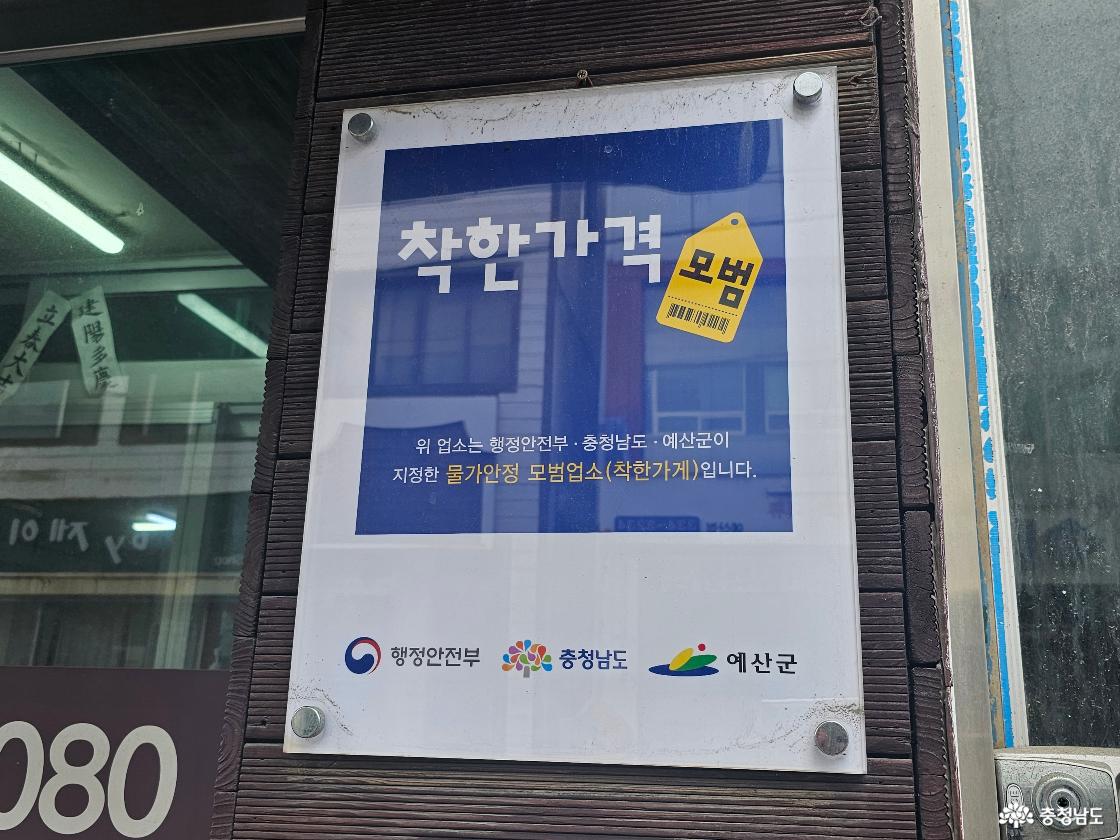 착한가격
모범
위 업소는 행정안전부 · 충청남도 · 예산군이
지정한 물가안정 모범업소(착한가게)입니다.
행정안전부
충청남도
예산군
立春大
建陽多慶
080
충청남도